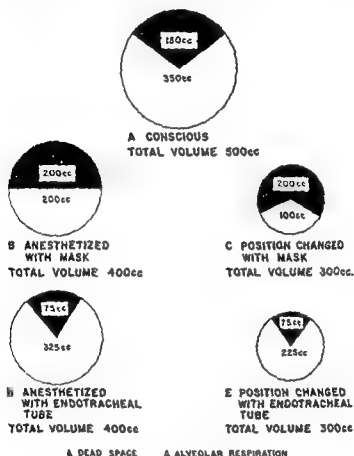 150cc
350cc
A CONSCIOUS
TOTAL VOLUME 500cc
200cc
200cc
B ANESTHETIZED
WITH MASK
TOTAL VOLUME 400cc
200cc
100cc
C POSITION CHANGED
WITH MASK
TOTAL VOLUME 300cc.
75cc
325cc
ANESTHETIZED
WITH ENDOTRACHEAL
TUBE
TOTAL VOLUME 400cc
75cc
225cc
E POSITION CHANGED
WITH ENDOTRACHEAL
TUBE
TOTAL VOLUME 300cc
DEAD SPACE ALVEOLAR RESPIRATION